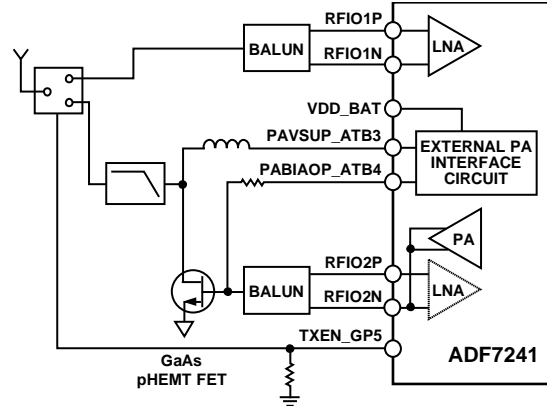 RFIO1P
BALUN
LNA
RFIO1N
VDD_BAT
PAVSUP_ATB3
EXTERNAL PA
INTERFACE
CIRCUIT
PABIAOP_ATB4
PA
RFIO2P
BALUN
LNA
RFIO2N
TXEN_GP5
GaAs
pHEMT FET
ADF7241